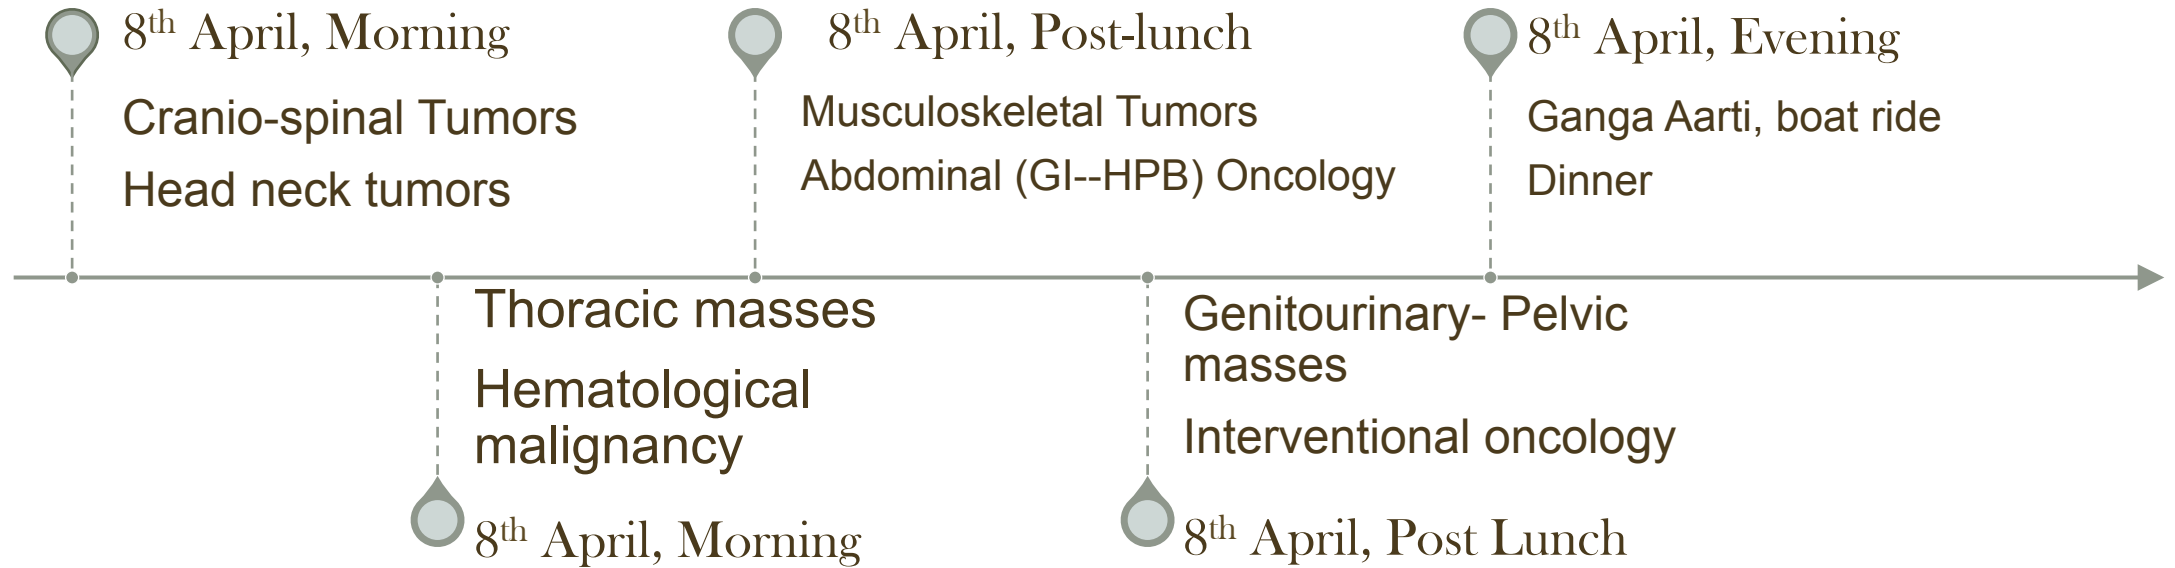 8th April, Morning
Cranio-spinal Tumors
Head neck tumors
Thoracic masses
Hematological
malignancy
8th April, Morning
8th April, Post-lunch
Musculoskeletal Tumors
Abdominal (GI--HPB) Oncology
Genitourinary- Pelvic
masses
Interventional oncology
8th April, Post Lunch
8th April, Evening
Ganga Aarti, boat ride
Dinner